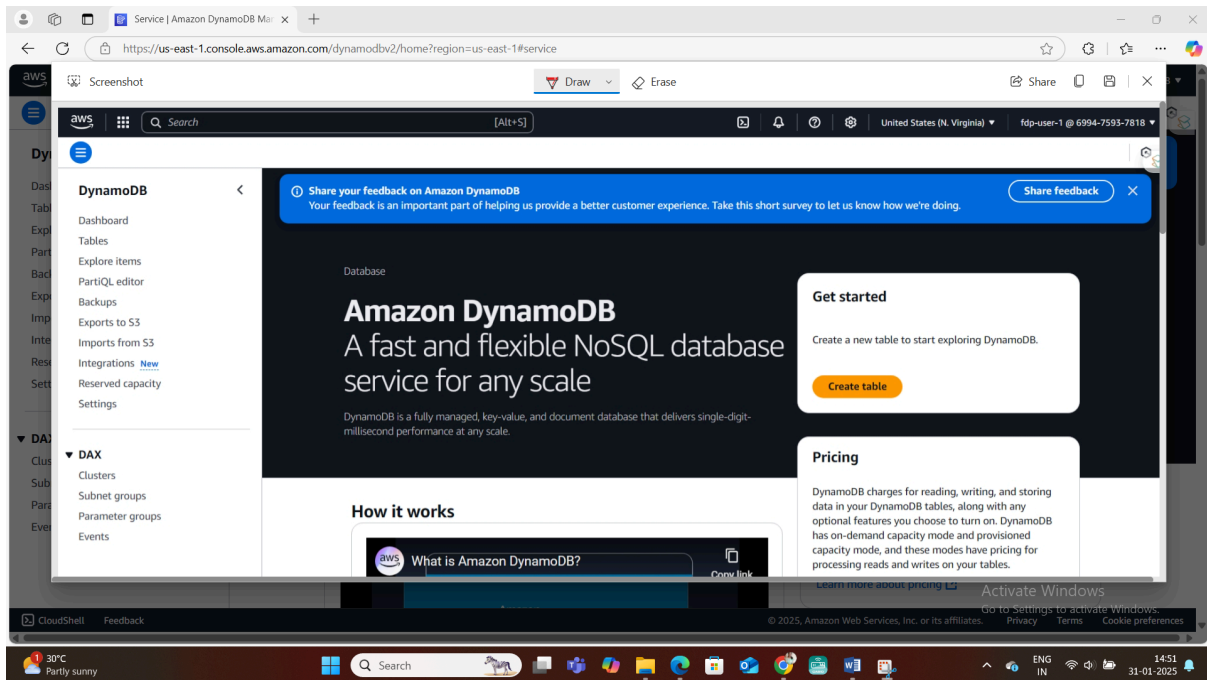 Service | Amazon DynamoDB Ma
https://us-east-1.console.aws.amazon.com/dynamodbv2/home?region=us-east-1#service
Screenshot
Draw
Erase
Share
aws
Search
[Alt+S]
United States (N. Virginia)
fdp-user-1 @ 6994-7593-7818
DynamoDB
Dashboard
Tables
Explore items
PartiQL editor
Backups
Exports to S3
Imports from S3
Integrations New
Reserved capacity
Settings
DAX
Clusters
Subnet groups
Parameter groups
Events
Share your feedback on Amazon DynamoDB
Your feedback is an important part of helping us provide a better customer experience. Take this short survey to let us know how we're doing.
Share feedback
Database
Amazon DynamoDB
A fast and flexible NoSQL database
service for any scale
DynamoDB is a fully managed, key-value, and document database that delivers single-digit-
millisecond performance at any scale.
Get started
Create a new table to start exploring DynamoDB.
Create table
Pricing
DynamoDB charges for reading, writing, and storing
data in your DynamoDB tables, along with any
optional features you choose to turn on. DynamoDB
has on-demand capacity mode and provisioned
capacity mode, and these modes have pricing for
processing reads and writes on your tables.
Learn more about pricing
How it works
aws
What is Amazon DynamoDB?
Copy link
Activate Windows
Go to Settings to activate Windows.
CloudShell
Feedback
© 2025, Amazon Web Services, Inc. or its affiliates.
Privacy
Terms
Cookie preferences
1
30°C
Partly sunny
Search
ENG
IN
14:51
31-01-2025